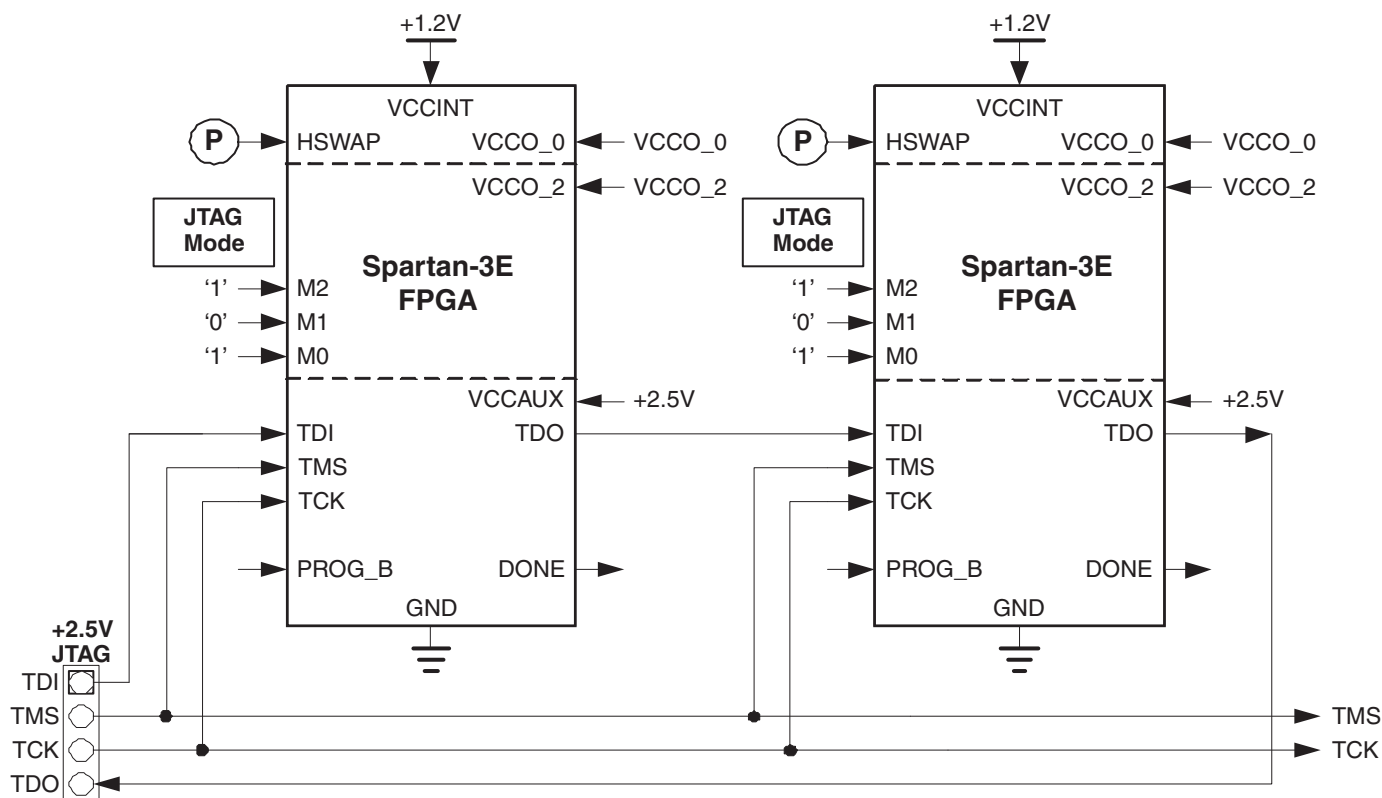 +1.2V
+1.2V
VCCINT
VCCINT
P
HSWAP
VCCO_0
VCCO_0
P
HSWAP
VCCO_0
VCCO_0
VCCO_2
VCCO_2
VCCO_2
VCCO_2
JTAG
Mode
JTAG
Mode
Spartan-3E
FPGA
Spartan-3E
FPGA
‘1’
M2
‘1’
M2
‘0’
M1
‘0’
M1
‘1’
M0
‘1’
M0
VCCAUX
+2.5V
VCCAUX
+2.5V
TDI
TDO
TDI
TDO
TMS
TMS
TCK
TCK
PROG_B
DONE
PROG_B
DONE
GND
GND
+2.5V
JTAG
TDI
TMS
TMS
TCK
TCK
TDO